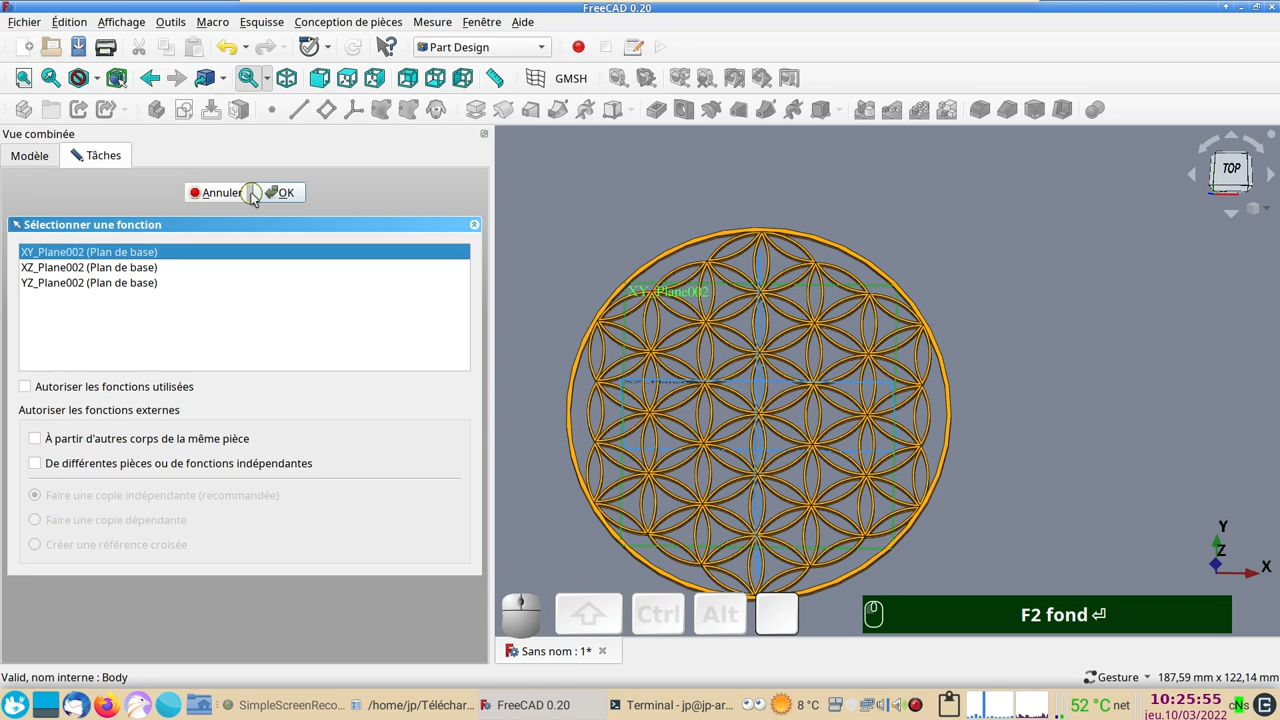 FreeCAD 0.20
Fichier Édition Affichage Outils Macro Esquisse Conception de pièces Mesure Fenêtre Aide
Part Design
GMSH
Vue combinée
Modèle Tâches
Annuler OK
Sélectionner une fonction
XY_Plane002 (Plan de base)
XZ_Plane002 (Plan de base)
YZ_Plane002 (Plan de base)
Autoriser les fonctions utilisées
Autoriser les fonctions externes
À partir d'autres corps de la même pièce
De différentes pièces ou de fonctions indépendantes
Faire une copie indépendante (recommandée)
Faire une copie dépendante
Créer une référence croisée
TOP
XY_Plane002
Y
Z
X
Ctrl Alt
F2 fond ⏎
Sans nom : 1*
Valid, nom interne : Body
Gesture 187,59 mm x 122,14 mm
SimpleScreenReco... /home/jp/Téléchar... FreeCAD 0.20 Terminal - jp@jp-ar... 8 °C 52 °C
10:25:55
jeu.10/03/2022